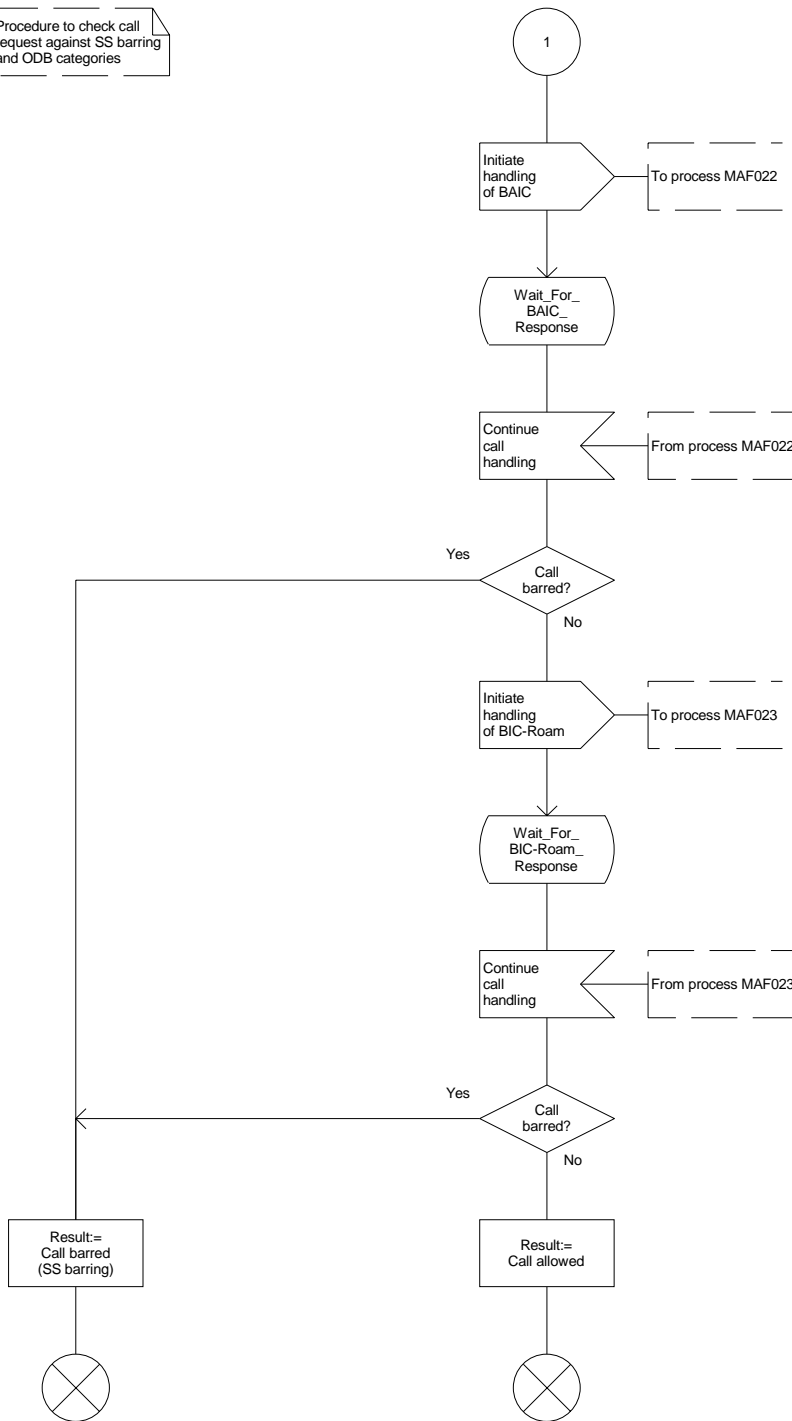 Procedure to check call
request against SS barring
and ODB categories
1
Initiate
handling
of BAIC
To process MAF022
Wait_For_
BAIC_
Response
Continue
call
handling
From process MAF022
Yes
Call
barred?
No
Initiate
handling
of BIC-Roam
To process MAF023
Wait_For_
BIC-Roam_
Response
Continue
call
handling
From process MAF023
Yes
Call
barred?
No
Result:=
Call barred
(SS barring)
Result:=
Call allowed